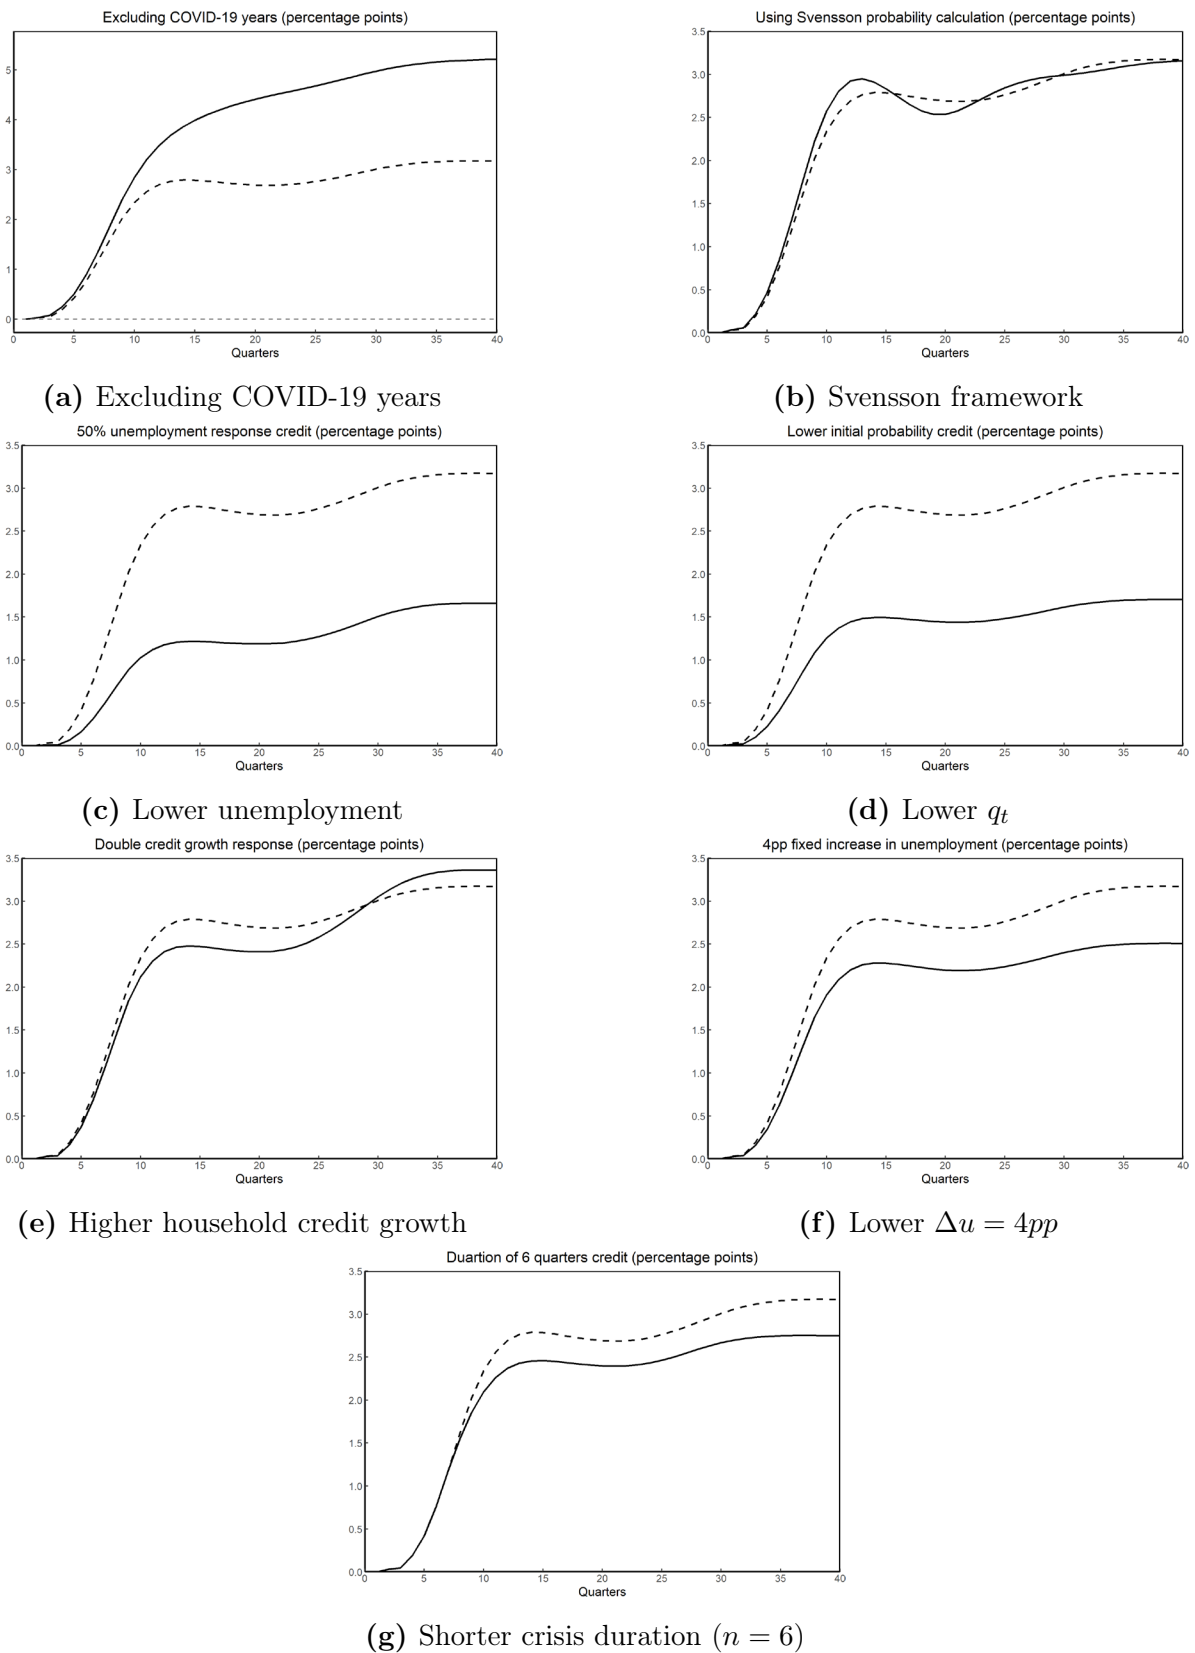 Excluding COVID-19 years (percentage points)
5
4
3
2
1
0
0 5 10 15 20 25 30 35 40
Quarters
(a) Excluding COVID-19 years
Using Svensson probability calculation (percentage points)
3.5
3.0
2.5
2.0
1.5
1.0
0.5
0.0
0 5 10 15 20 25 30 35 40
Quarters
(b) Svensson framework
50% unemployment response credit (percentage points)
3.5
3.0
2.5
2.0
1.5
1.0
0.5
0.0
0 5 10 15 20 25 30 35 40
Quarters
(c) Lower unemployment
Lower initial probability credit (percentage points)
3.5
3.0
2.5
2.0
1.5
1.0
0.5
0.0
0 5 10 15 20 25 30 35 40
Quarters
(d) Lower qt
Double credit growth response (percentage points)
3.5
3.0
2.5
2.0
1.5
1.0
0.5
0.0
0 5 10 15 20 25 30 35 40
Quarters
(e) Higher household credit growth
4pp fixed increase in unemployment (percentage points)
3.5
3.0
2.5
2.0
1.5
1.0
0.5
0.0
0 5 10 15 20 25 30 35 40
Quarters
(f) Lower Δu = 4pp
Duartion of 6 quarters credit (percentage points)
3.5
3.0
2.5
2.0
1.5
1.0
0.5
0.0
0 5 10 15 20 25 30 35 40
Quarters
(g) Shorter crisis duration (n = 6)